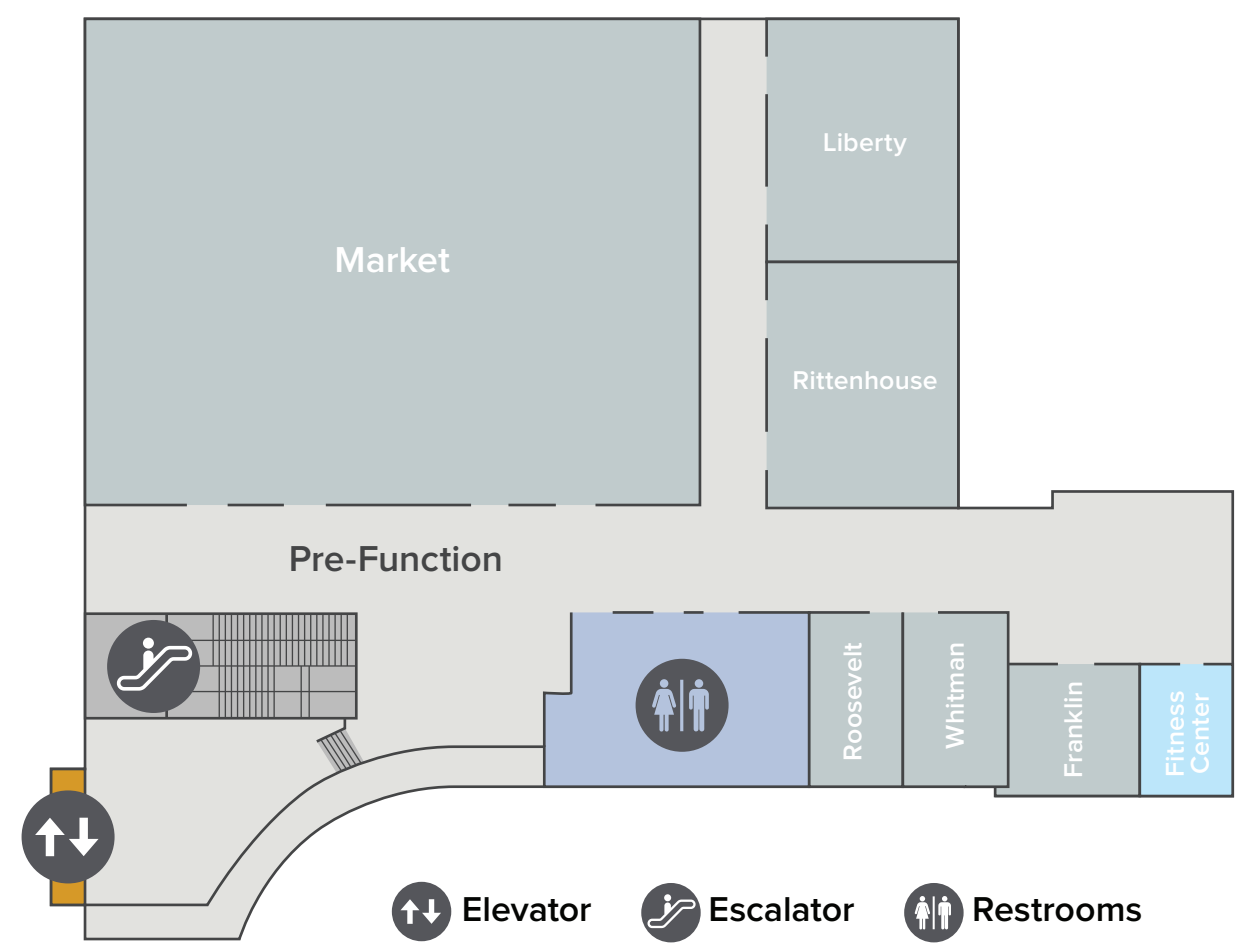 Liberty
Market
Rittenhouse
Pre-Function
Roosevelt
Whitman
Franklin
Fitness
Center
Elevator
Escalator
Restrooms